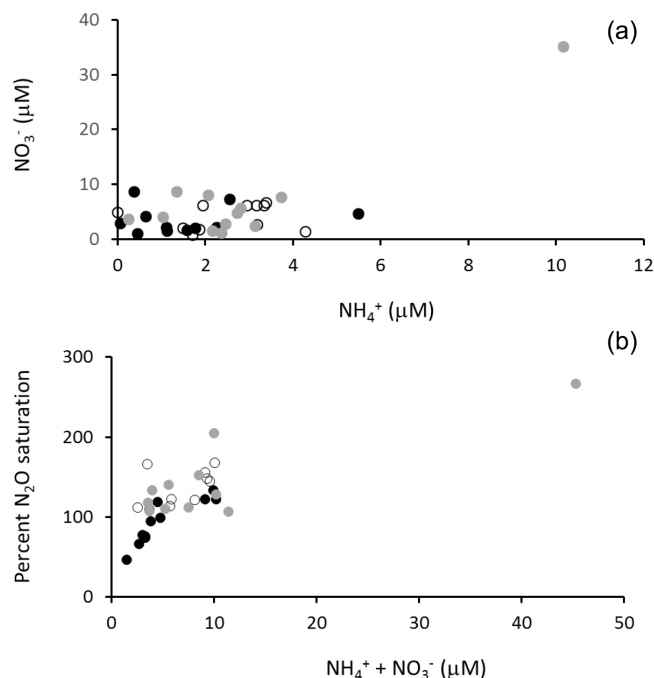 (a)
40
30
20
10
0
NO₃⁻ (μM)
0 2 4 6 8 10 12
NH₄⁺ (μM)
(b)
300
200
100
0
Percent N₂O saturation
0 10 20 30 40 50
NH₄⁺ + NO₃⁻ (μM)